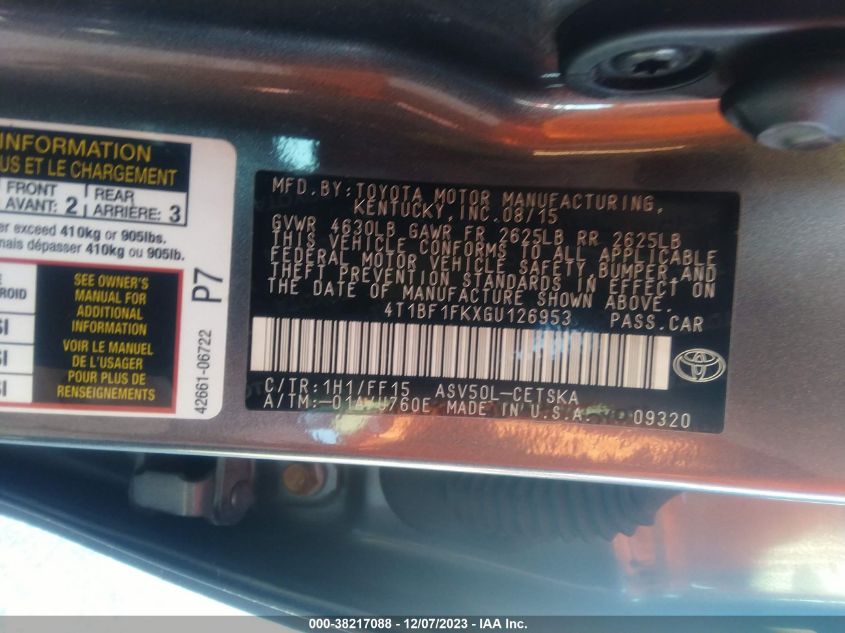 INFORMATION
US ET LE CHARGEMENT
FRONT
AVANT: 2
REAR
ARRIÈRE: 3
er exceed 410kg or 905lbs.
mais dépasser 410kg ou 905lb.
SEE OWNER'S
MANUAL FOR
ADDITIONAL
INFORMATION
VOIR LE MANUEL
DE L'USAGER
POUR PLUS DE
RENSEIGNEMENTS
P7
42661-06722
MFD.BY:TOYOTA MOTOR MANUFACTURING,
KENTUCKY, INC.08/15
GVWR 4630LB GAWR FR 2625LB RR 2625LB
THIS VEHICLE CONFORMS TO ALL APPLICABLE
FEDERAL MOTOR VEHICLE SAFETY, BUMPER AND
THEFT PREVENTION STANDARDS IN EFFECT ON
THE DATE OF MANUFACTURE SHOWN ABOVE.
4T1BF1FKXGU126953 PASS.CAR
C/TR:1H1/FF15 ASV50L-CETSKA
A/TM:-014 U760E MADE IN U.S.A. 09320
000-38217088 - 12/07/2023 - IAA Inc.